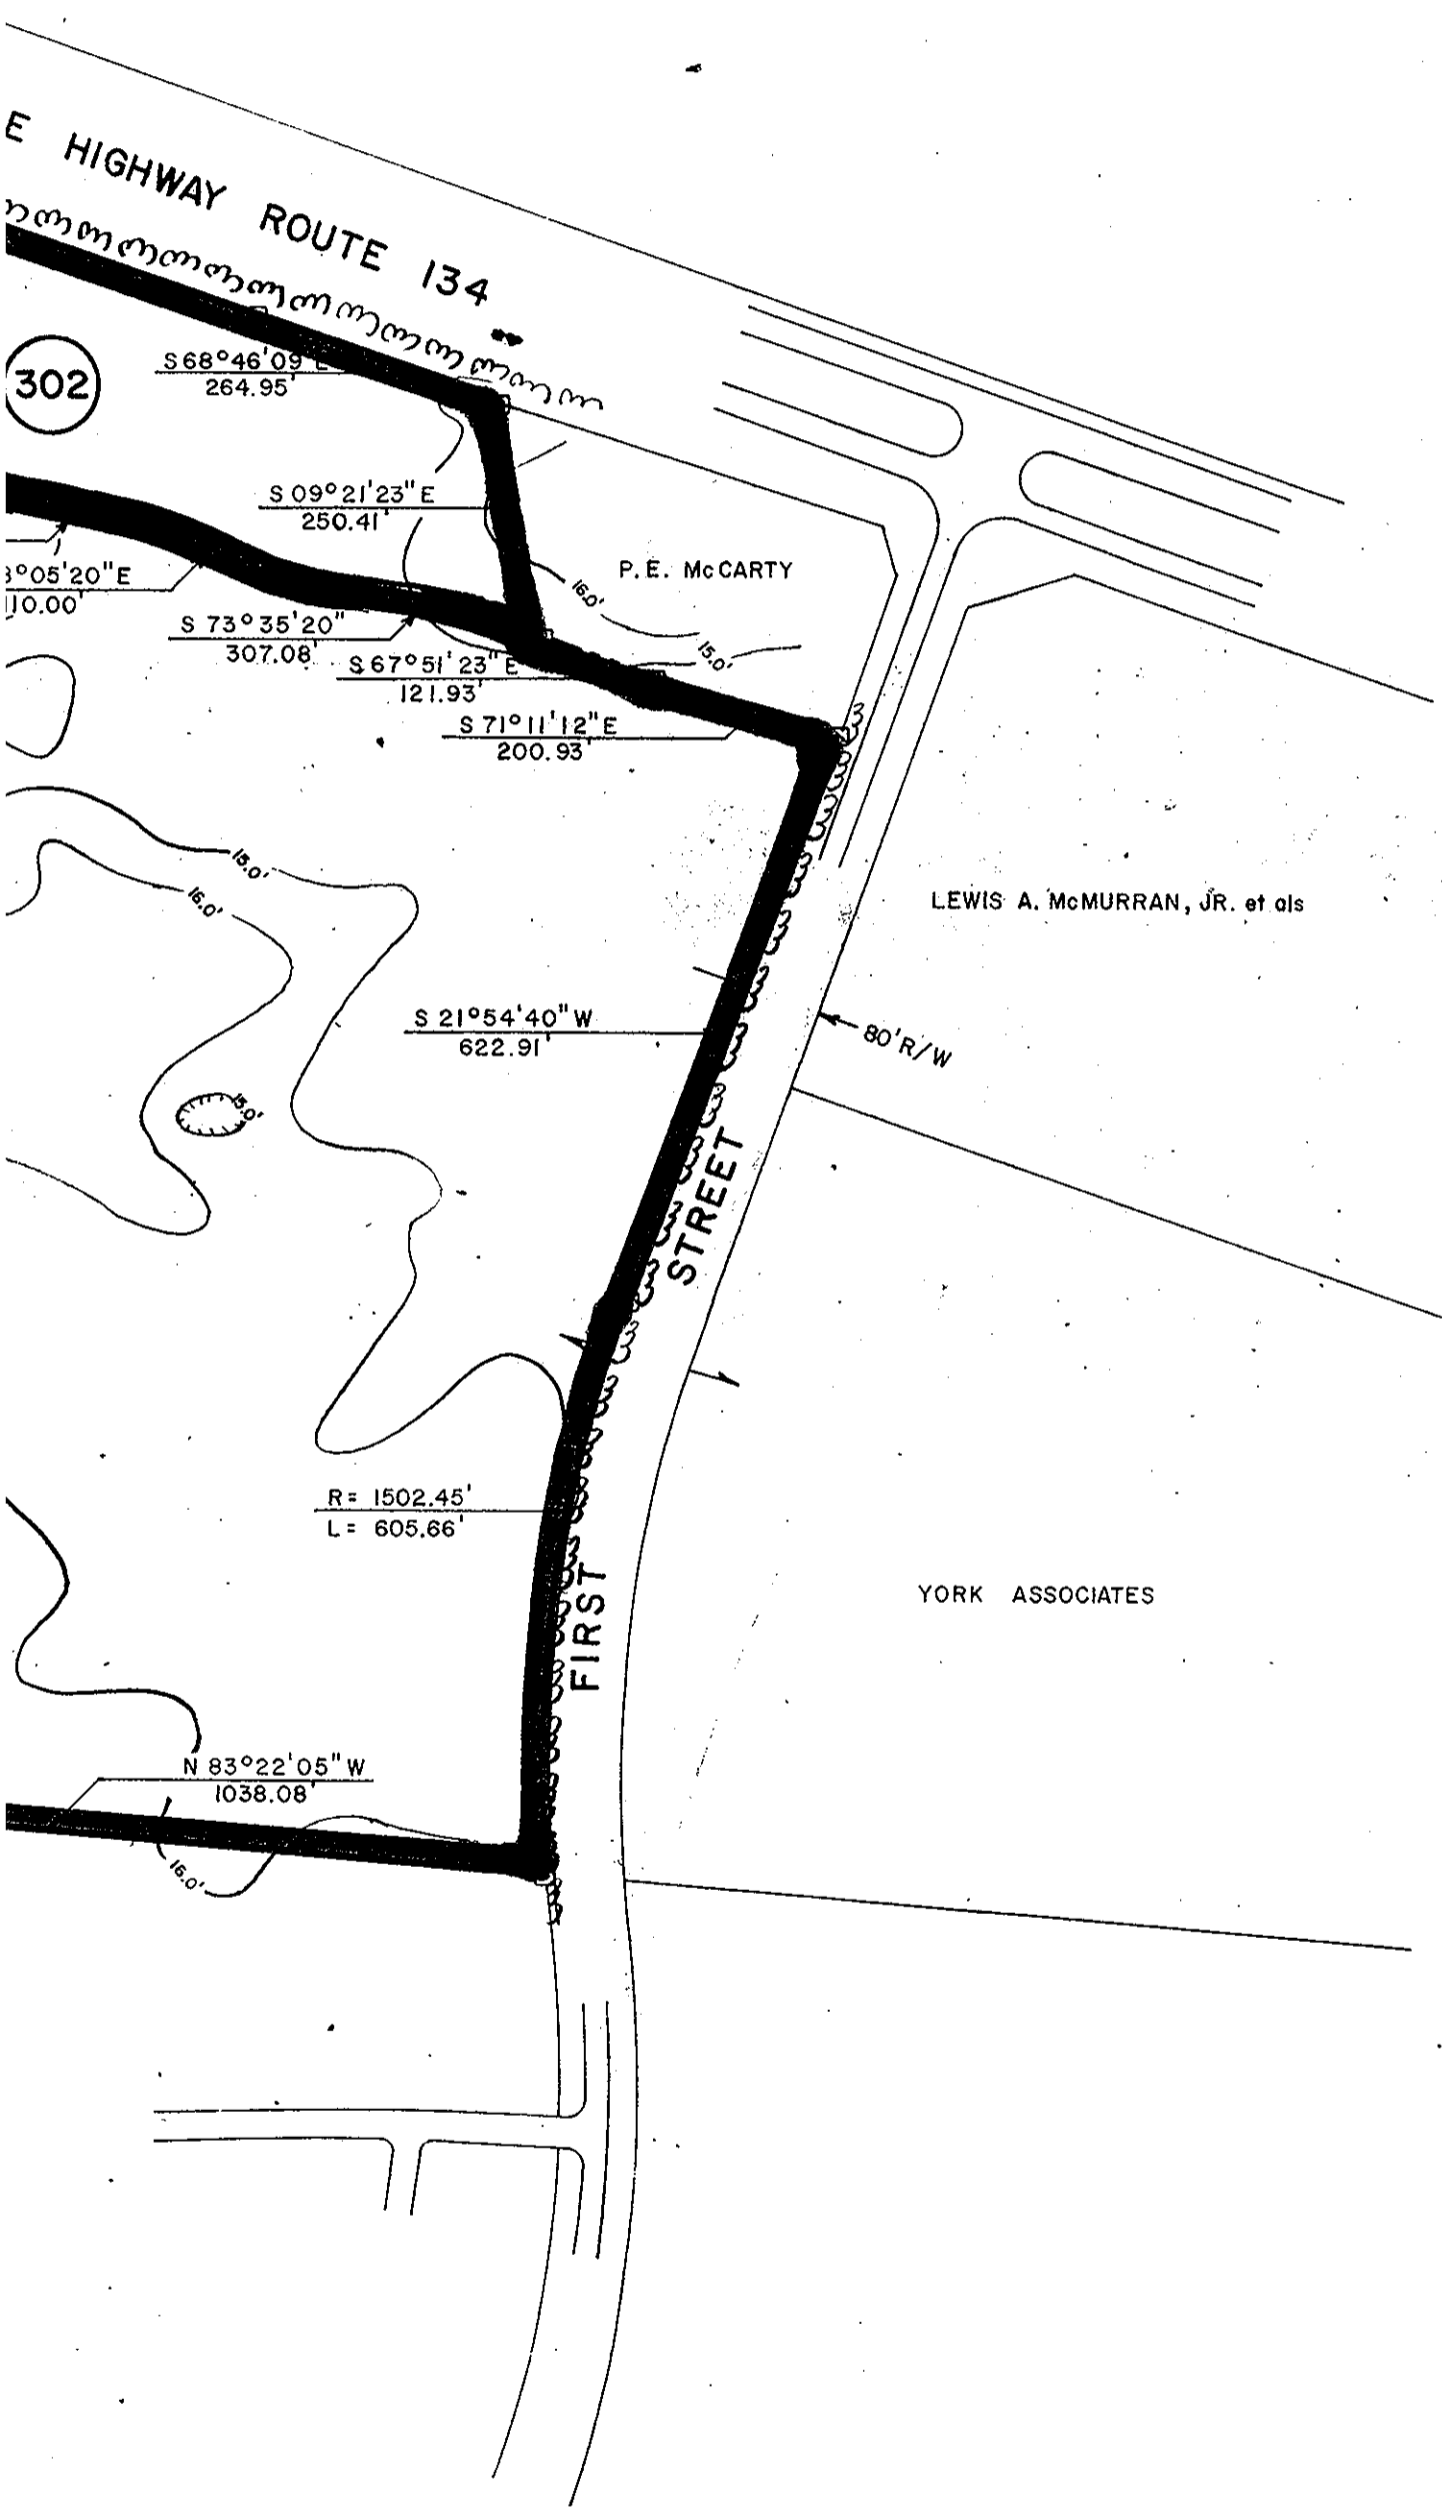 E HIGHWAY ROUTE 134
302
S 68°46'09" E
264.95'
S 09°21'23" E
250.41'
P.E. McCARTY
16.0'
15.0'
3°05'20" E
110.00'
S 73°35'20"
307.08'
S 67°51'23" E
121.93'
S 71°11'12" E
200.93'
15.0'
16.0'
LEWIS A. McMURRAN, JR. et als
S 21°54'40" W
622.91'
80' R/W
15.0'
FIRST STREET
R= 1502.45'
L= 605.66'
YORK ASSOCIATES
N 83°22'05" W
1038.08'
16.0'